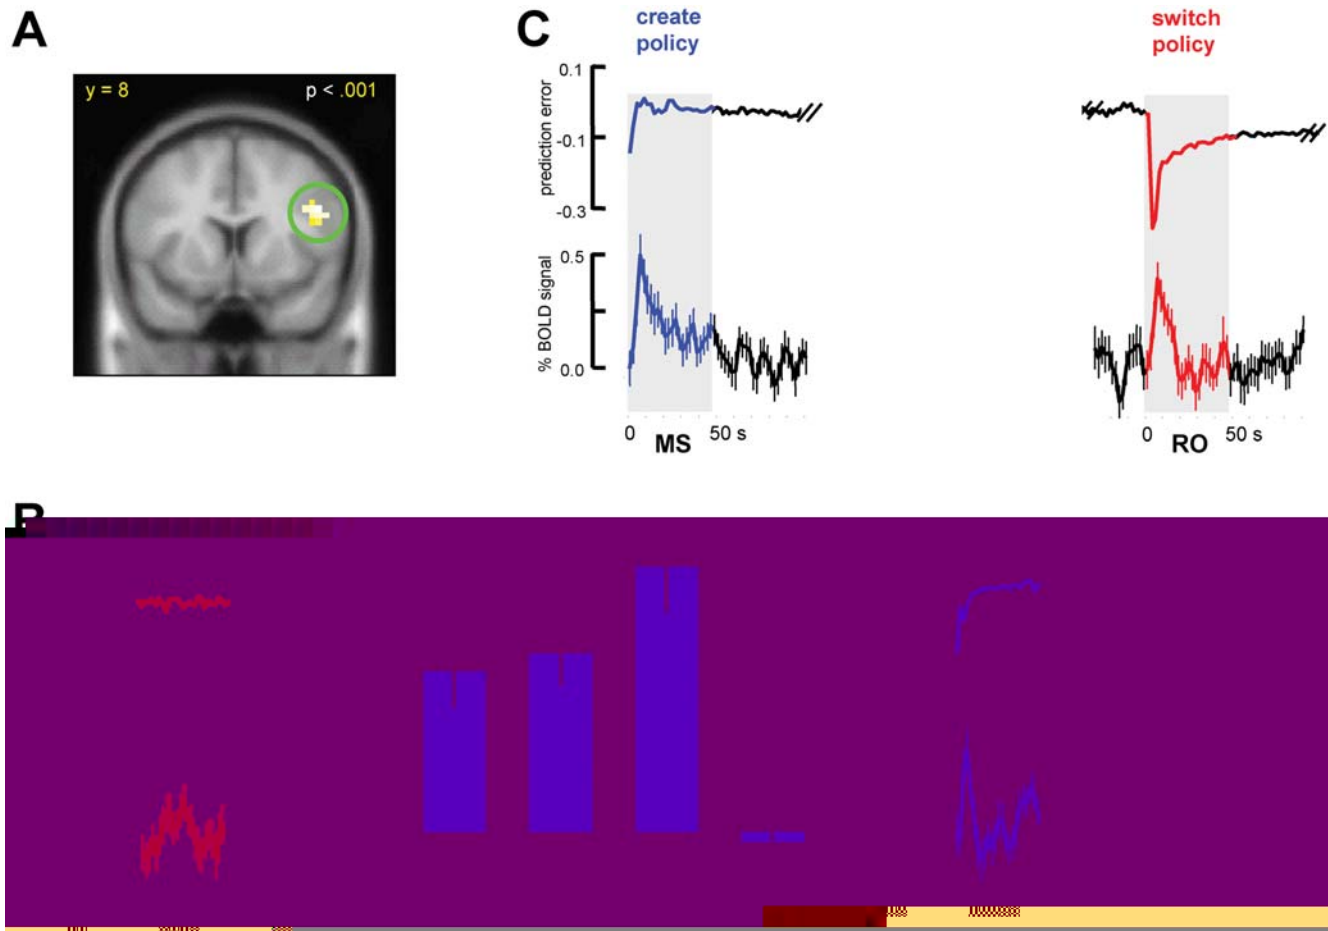 A
y = 8
p < .001
C
create
policy
switch
policy
0.1
-0.1
-0.3
prediction error
0.5
0.0
% BOLD signal
0
50 s
MS
0
50 s
RO